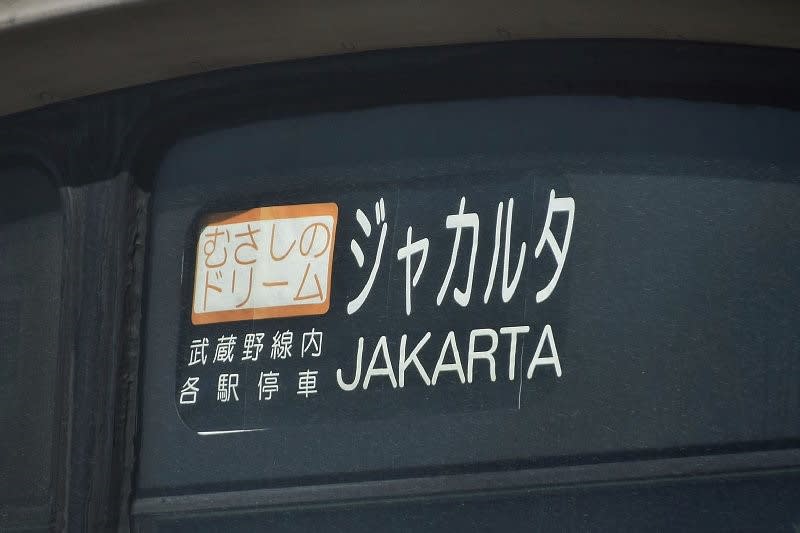 むさしの
ドリーム
武蔵野線内
各駅停車
ジャカルタ
JAKARTA